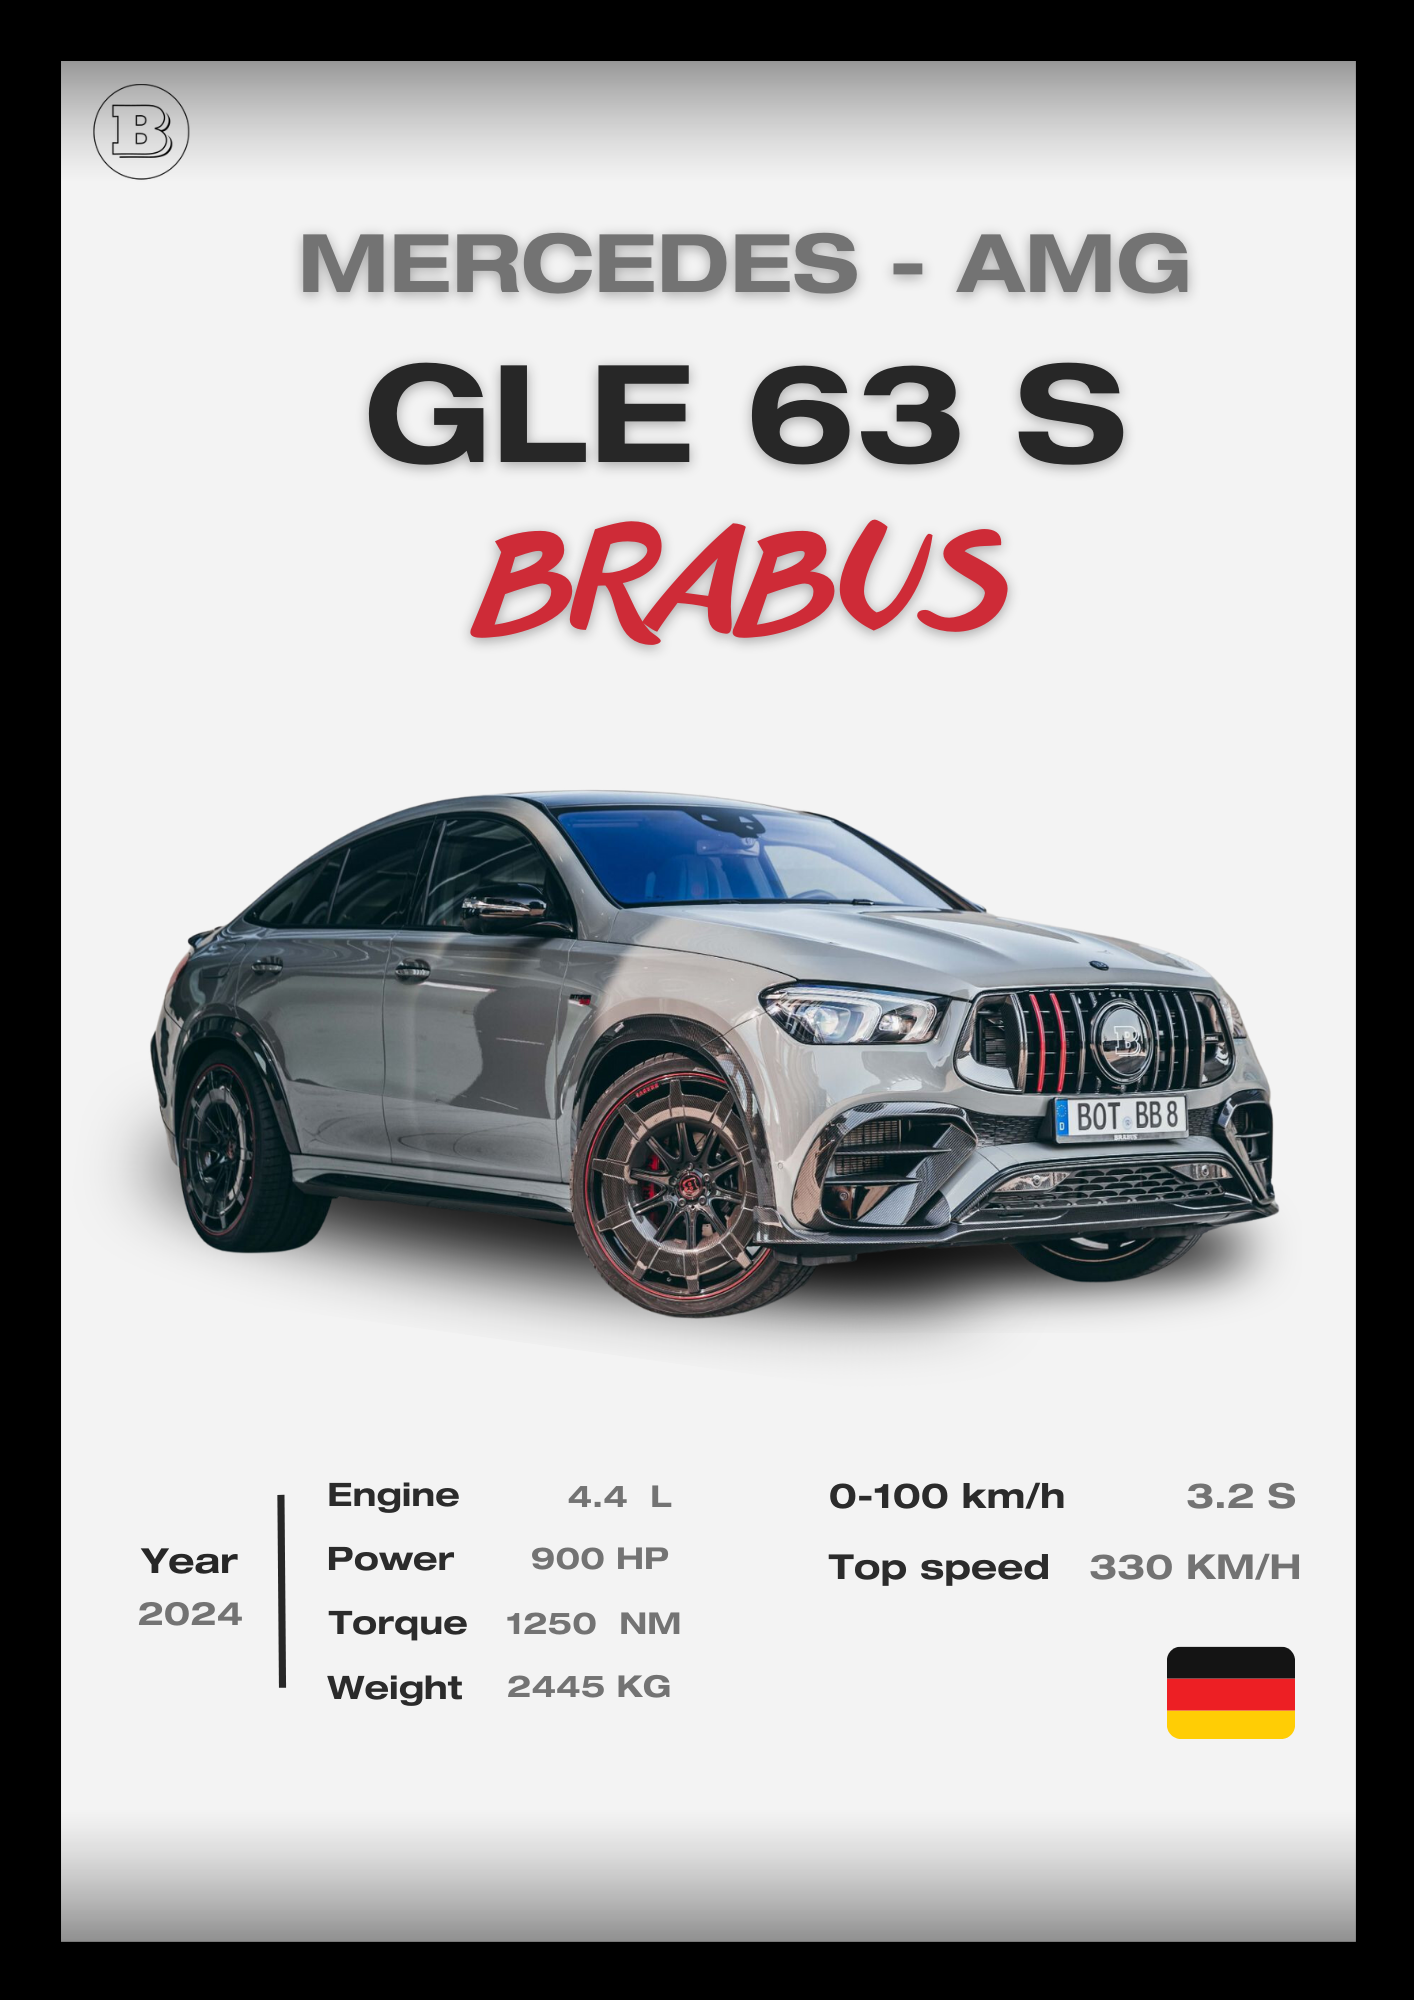 B
MERCEDES - AMG
GLE 63 S
BRABUS
B
BOT BB 8
Year
2024
Engine 4.4 L
Power 900 HP
Torque 1250 NM
Weight 2445 KG
0-100 km/h 3.2 S
Top speed 330 KM/H